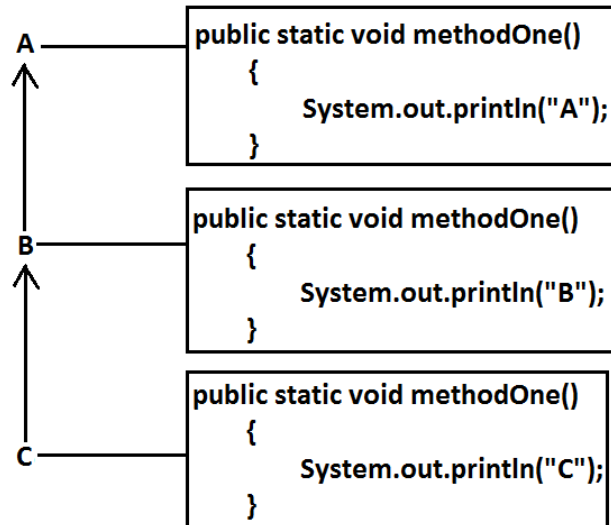 A
public static void methodOne()
{
System.out.println("A");
}
B
public static void methodOne()
{
System.out.println("B");
}
C
public static void methodOne()
{
System.out.println("C");
}